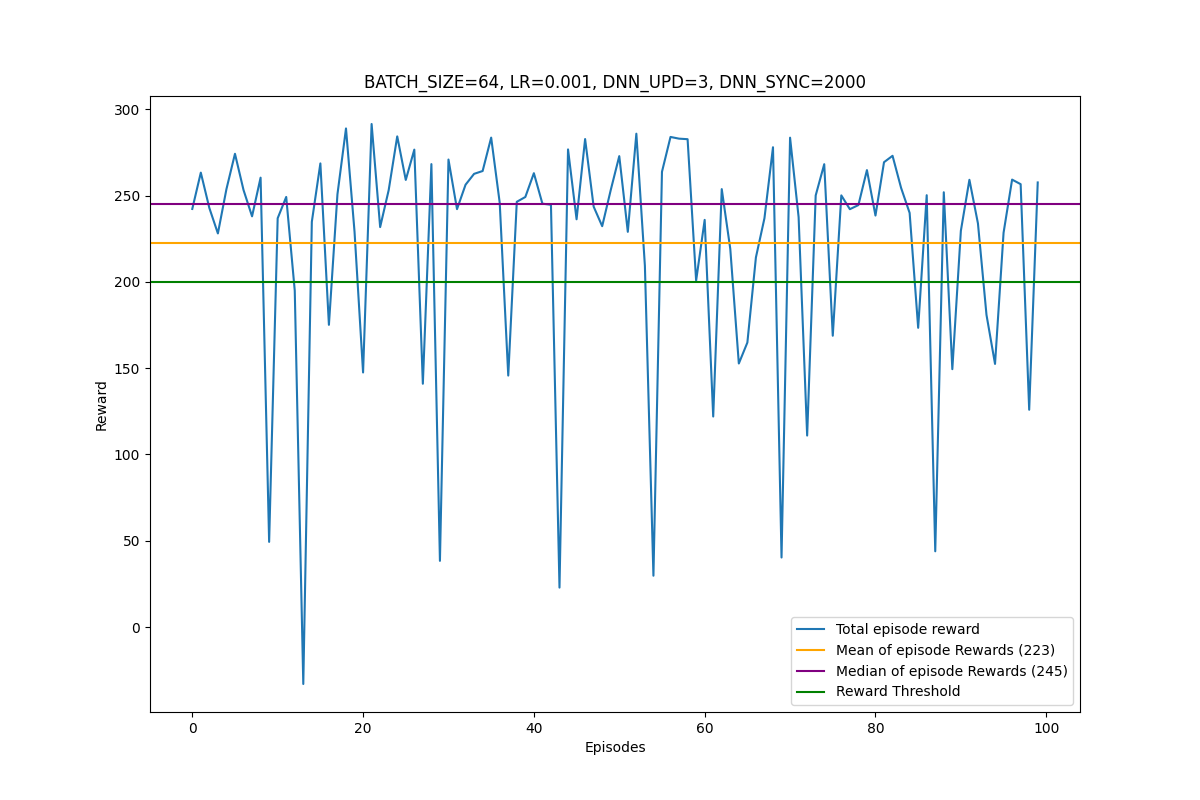 BATCH_SIZE=64, LR=0.001, DNN_UPD=3, DNN_SYNC=2000
300
250
200
150
100
50
0
Reward
Total episode reward
Mean of episode Rewards (223)
Median of episode Rewards (245)
Reward Threshold
0 20 40 60 80 100
Episodes